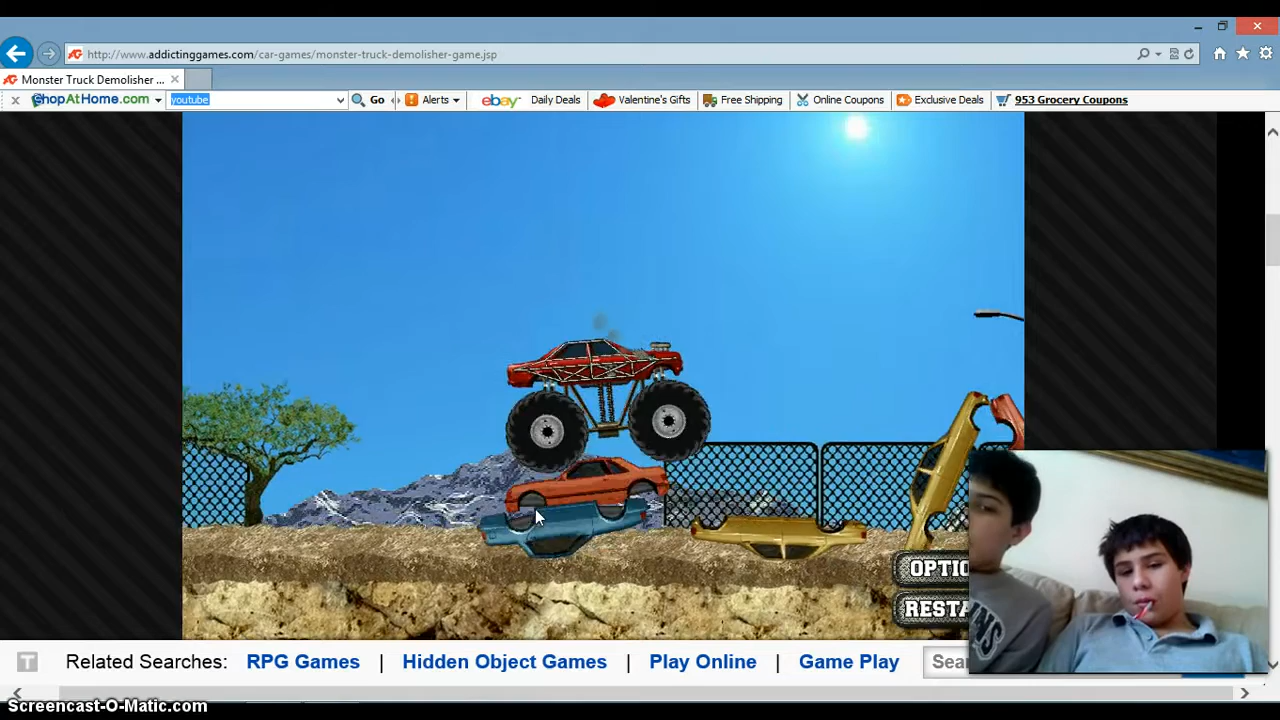 http://www.addictinggames.com/car-games/monster-truck-demolisher-game.jsp
Monster Truck Demolisher ...
ShopAtHome.com youtube Go Alerts ebay Daily Deals Valentine's Gifts Free Shipping Online Coupons Exclusive Deals 953 Grocery Coupons
OPTIO
RESTA
NS
T Related Searches: RPG Games | Hidden Object Games | Play Online | Game Play Sea
Screencast-O-Matic.com